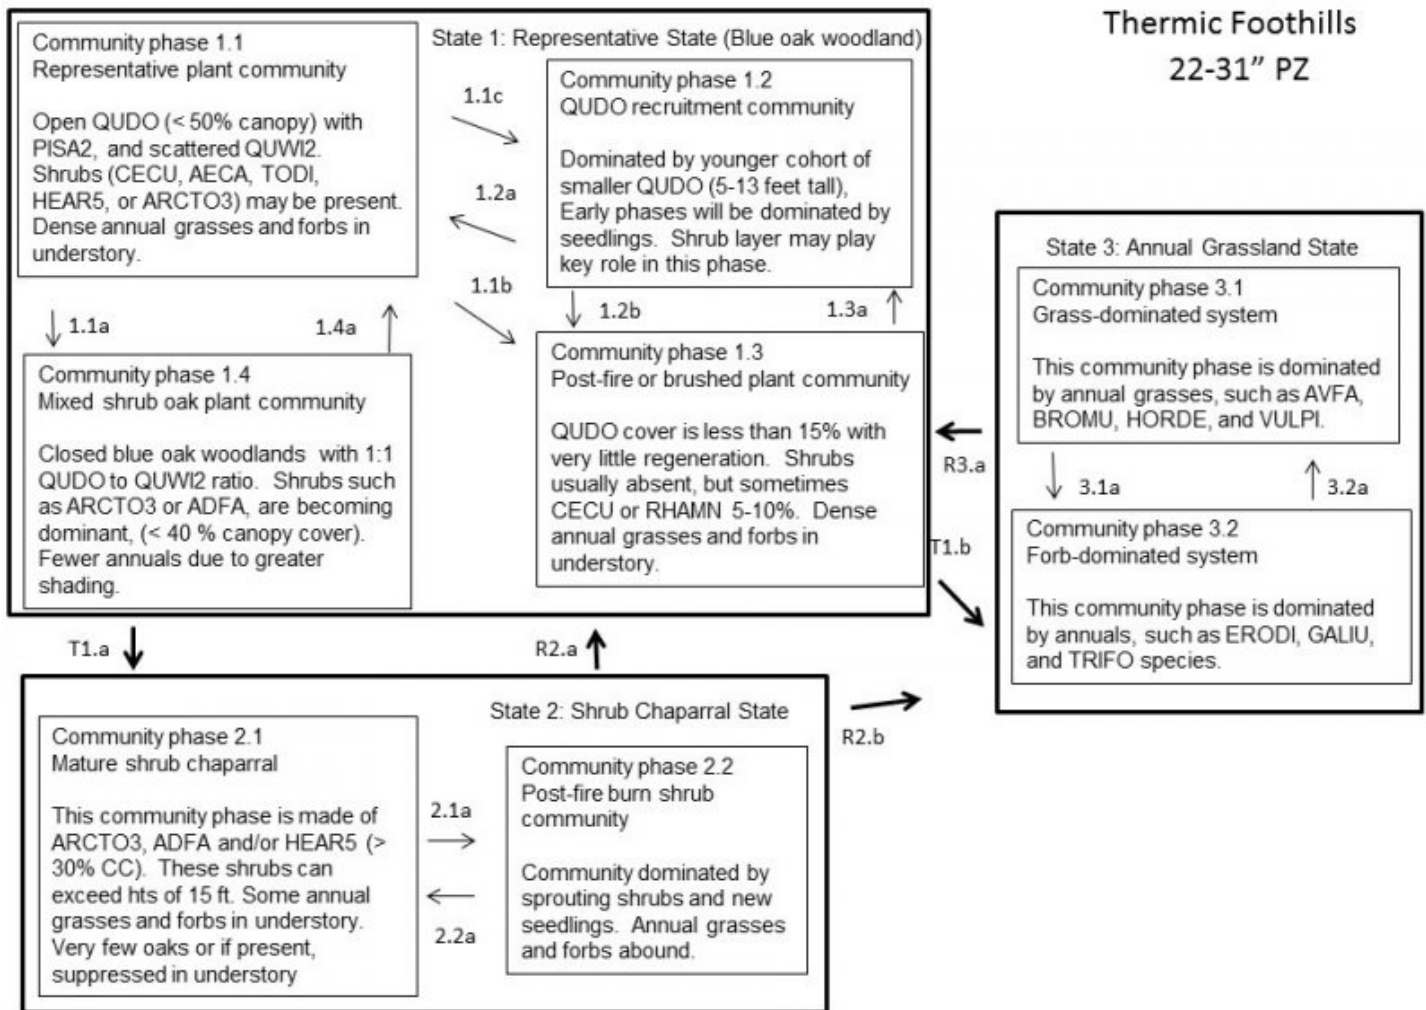 Thermic Foothills
22-31” PZ
State 1: Representative State (Blue oak woodland)
Community phase 1.1
Representative plant community
Open QUDO (< 50% canopy) with
PISA2, and scattered QUWI2.
Shrubs (CECU, AECA, TODI,
HEAR5, or ARCTO3) may be present.
Dense annual grasses and forbs in
understory.
1.1c
1.2a
1.1b
Community phase 1.2
QUDO recruitment community
Dominated by younger cohort of
smaller QUDO (5-13 feet tall),
Early phases will be dominated by
seedlings. Shrub layer may play
key role in this phase.
1.1a
1.4a
1.2b
1.3a
Community phase 1.4
Mixed shrub oak plant community
Closed blue oak woodlands with 1:1
QUDO to QUWI2 ratio. Shrubs such
as ARCTO3 or ADFA, are becoming
dominant, (< 40 % canopy cover).
Fewer annuals due to greater
shading.
Community phase 1.3
Post-fire or brushed plant community
QUDO cover is less than 15% with
very little regeneration. Shrubs
usually absent, but sometimes
CECU or RHAMN 5-10%. Dense
annual grasses and forbs in
understory.
State 3: Annual Grassland State
Community phase 3.1
Grass-dominated system
This community phase is dominated
by annual grasses, such as AVFA,
BROMU, HORDE, and VULPI.
R3.a
3.1a
3.2a
T1.b
Community phase 3.2
Forb-dominated system
This community phase is dominated
by annuals, such as ERODI, GALIU,
and TRIFO species.
T1.a
R2.a
R2.b
State 2: Shrub Chaparral State
Community phase 2.1
Mature shrub chaparral
This community phase is made of
ARCTO3, ADFA and/or HEAR5 (>
30% CC). These shrubs can
exceed hts of 15 ft. Some annual
grasses and forbs in understory.
Very few oaks or if present,
suppressed in understory
2.1a
2.2a
Community phase 2.2
Post-fire burn shrub
community
Community dominated by
sprouting shrubs and new
seedlings. Annual grasses
and forbs abound.